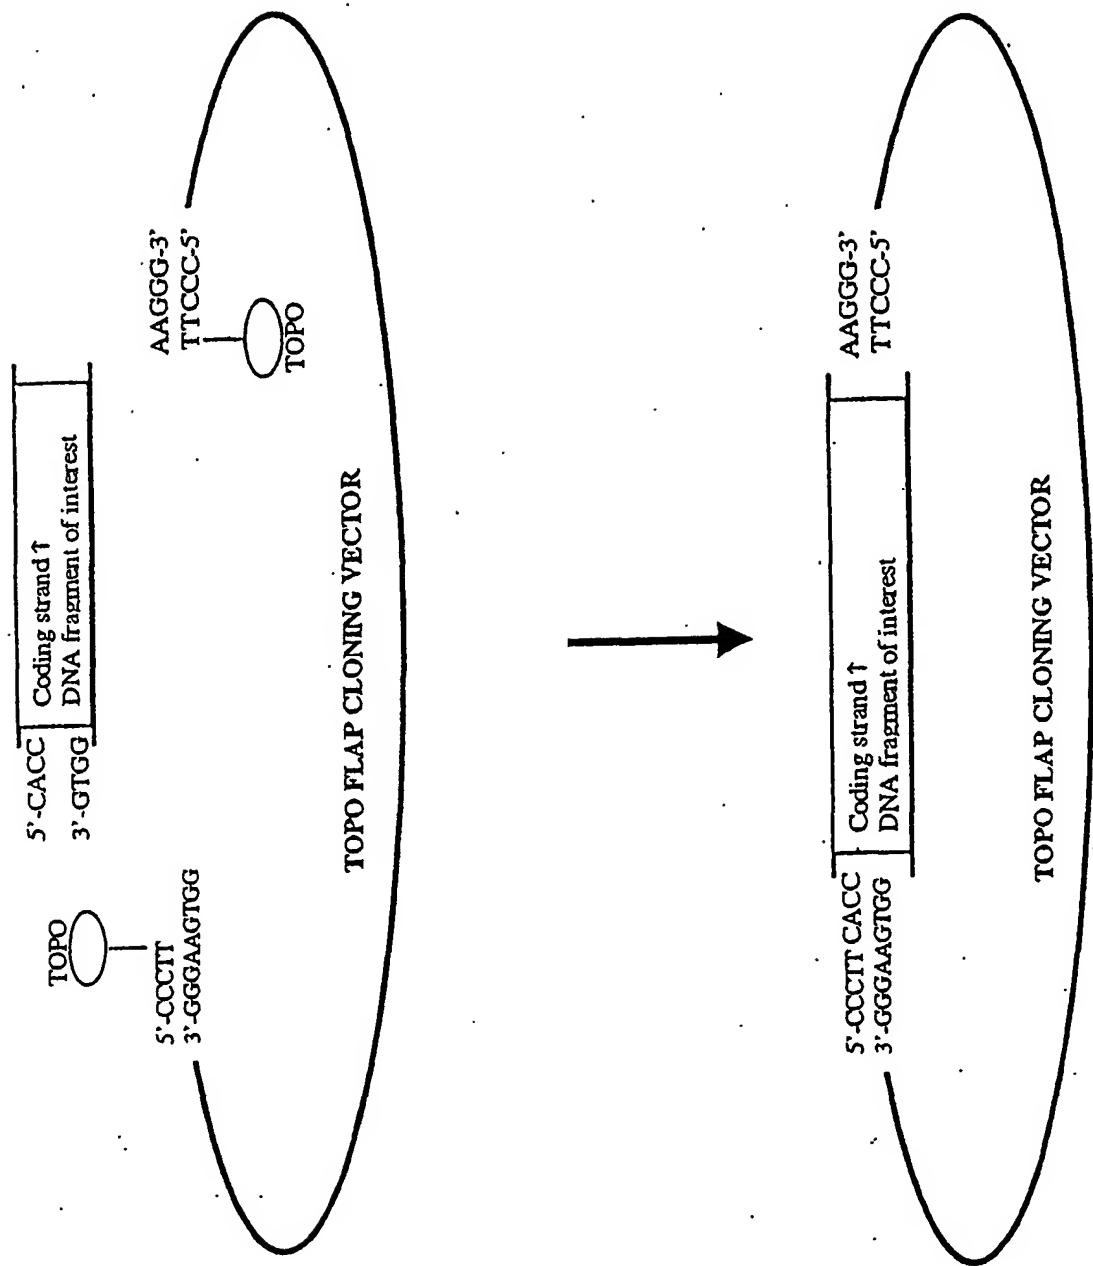 TOPO
5'-CCCTT
3'-GGGAAGTGG
5'-CACC
3'-GTGG
Coding strand ↑
DNA fragment of interest
AAGGG-3'
TTCCC-5'
TOPO
TOPO FLAP CLONING VECTOR
5'-CCCTT CACC
3'-GGGAAGTGG
Coding strand ↑
DNA fragment of interest
AAGGG-3'
TTCCC-5'
TOPO FLAP CLONING VECTOR